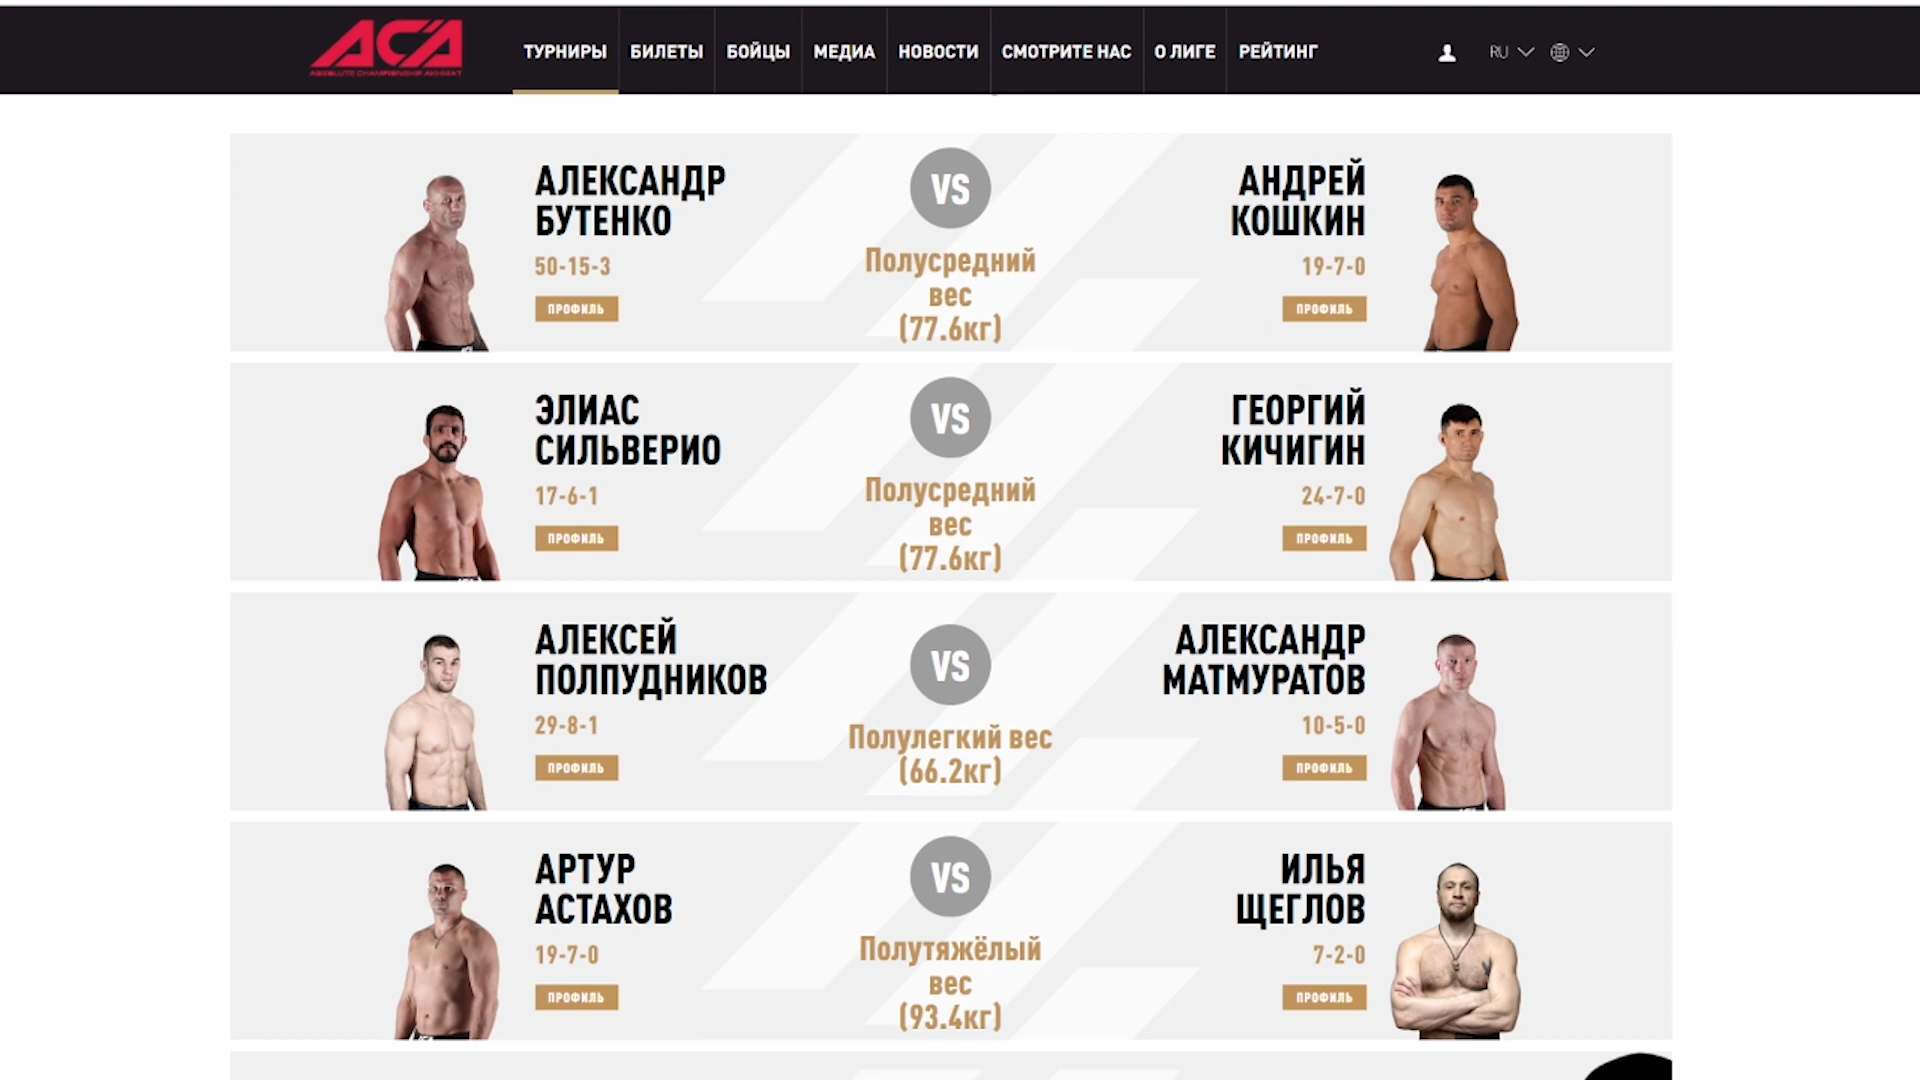 ACA
ABSOLUTE CHAMPIONSHIP AKHMAT
ТУРНИРЫ БИЛЕТЫ БОЙЦЫ МЕДИА НОВОСТИ СМОТРИТЕ НАС О ЛИГЕ РЕЙТИНГ RU
АЛЕКСАНДР
БУТЕНКО
50-15-3
ПРОФИЛЬ
VS
Полусредний
вес
(77.6кг)
АНДРЕЙ
КОШКИН
19-7-0
ПРОФИЛЬ
ЭЛИАС
СИЛЬВЕРИО
17-6-1
ПРОФИЛЬ
VS
Полусредний
вес
(77.6кг)
ГЕОРГИЙ
КИЧИГИН
24-7-0
ПРОФИЛЬ
АЛЕКСЕЙ
ПОЛПУДНИКОВ
29-8-1
ПРОФИЛЬ
VS
Полулегкий вес
(66.2кг)
АЛЕКСАНДР
МАТМУРАТОВ
10-5-0
ПРОФИЛЬ
АРТУР
АСТАХОВ
19-7-0
ПРОФИЛЬ
VS
Полутяжёлый
вес
(93.4кг)
ИЛЬЯ
ЩЕГЛОВ
7-2-0
ПРОФИЛЬ